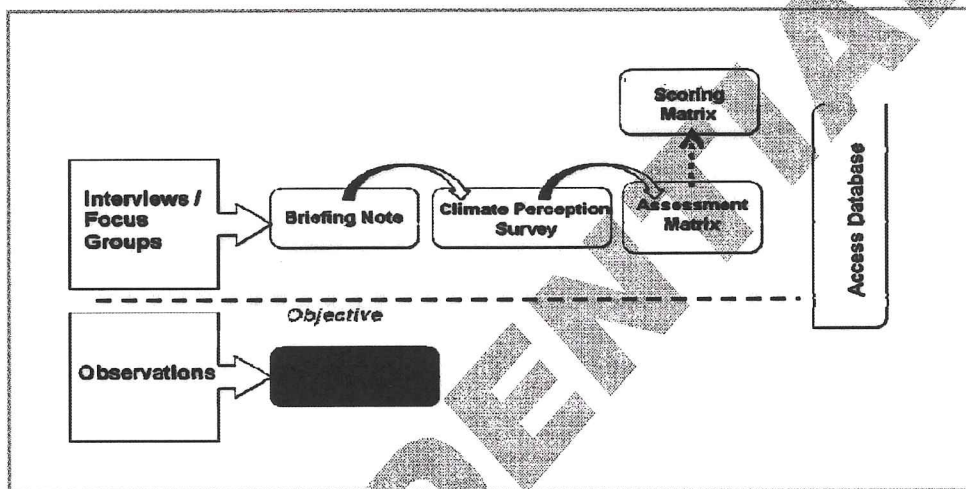 Scoring
Matrix
Interviews /
Focus
Groups
Briefing Note
Climate Perception
Survey
Assessment
Matrix
Access Database
Objective
Observations